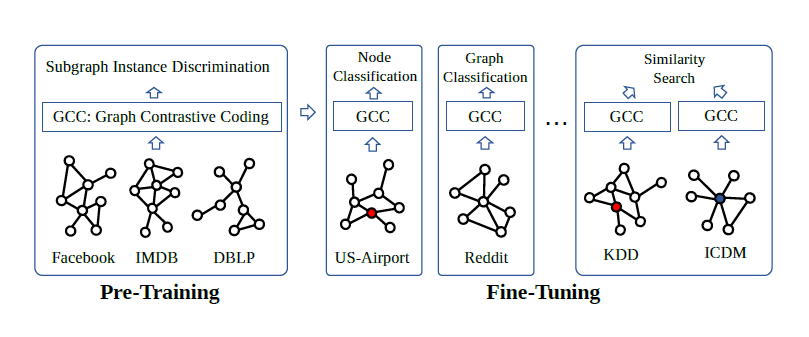 Subgraph Instance Discrimination
GCC: Graph Contrastive Coding
Facebook
IMDB
DBLP
Pre-Training
Node
Classification
GCC
US-Airport
Graph
Classification
GCC
Reddit
...
Similarity
Search
GCC
GCC
KDD
ICDM
Fine-Tuning